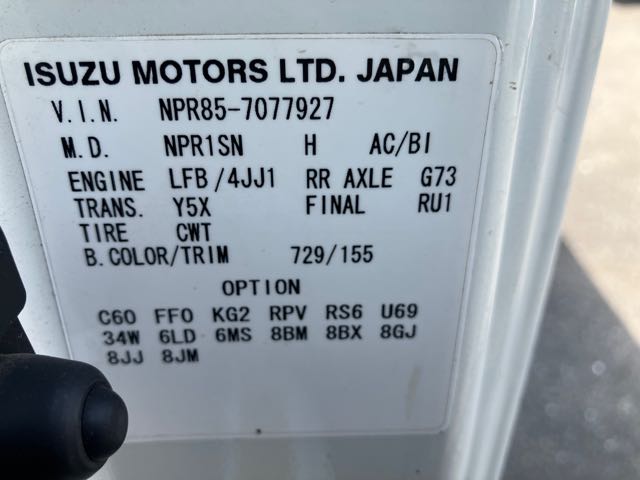 ISUZU MOTORS LTD. JAPAN
V.I.N. NPR85-7077927
M.D. NPR1SN H AC/BI
ENGINE LFB/4JJ1 RR AXLE G73
TRANS. Y5X FINAL RU1
TIRE CWT
B.COLOR/TRIM 729/155
OPTION
C60 FF0 KG2 RPV RS6 U69
34W 6LD 6MS 8BM 8BX 8GJ
8JJ 8JM